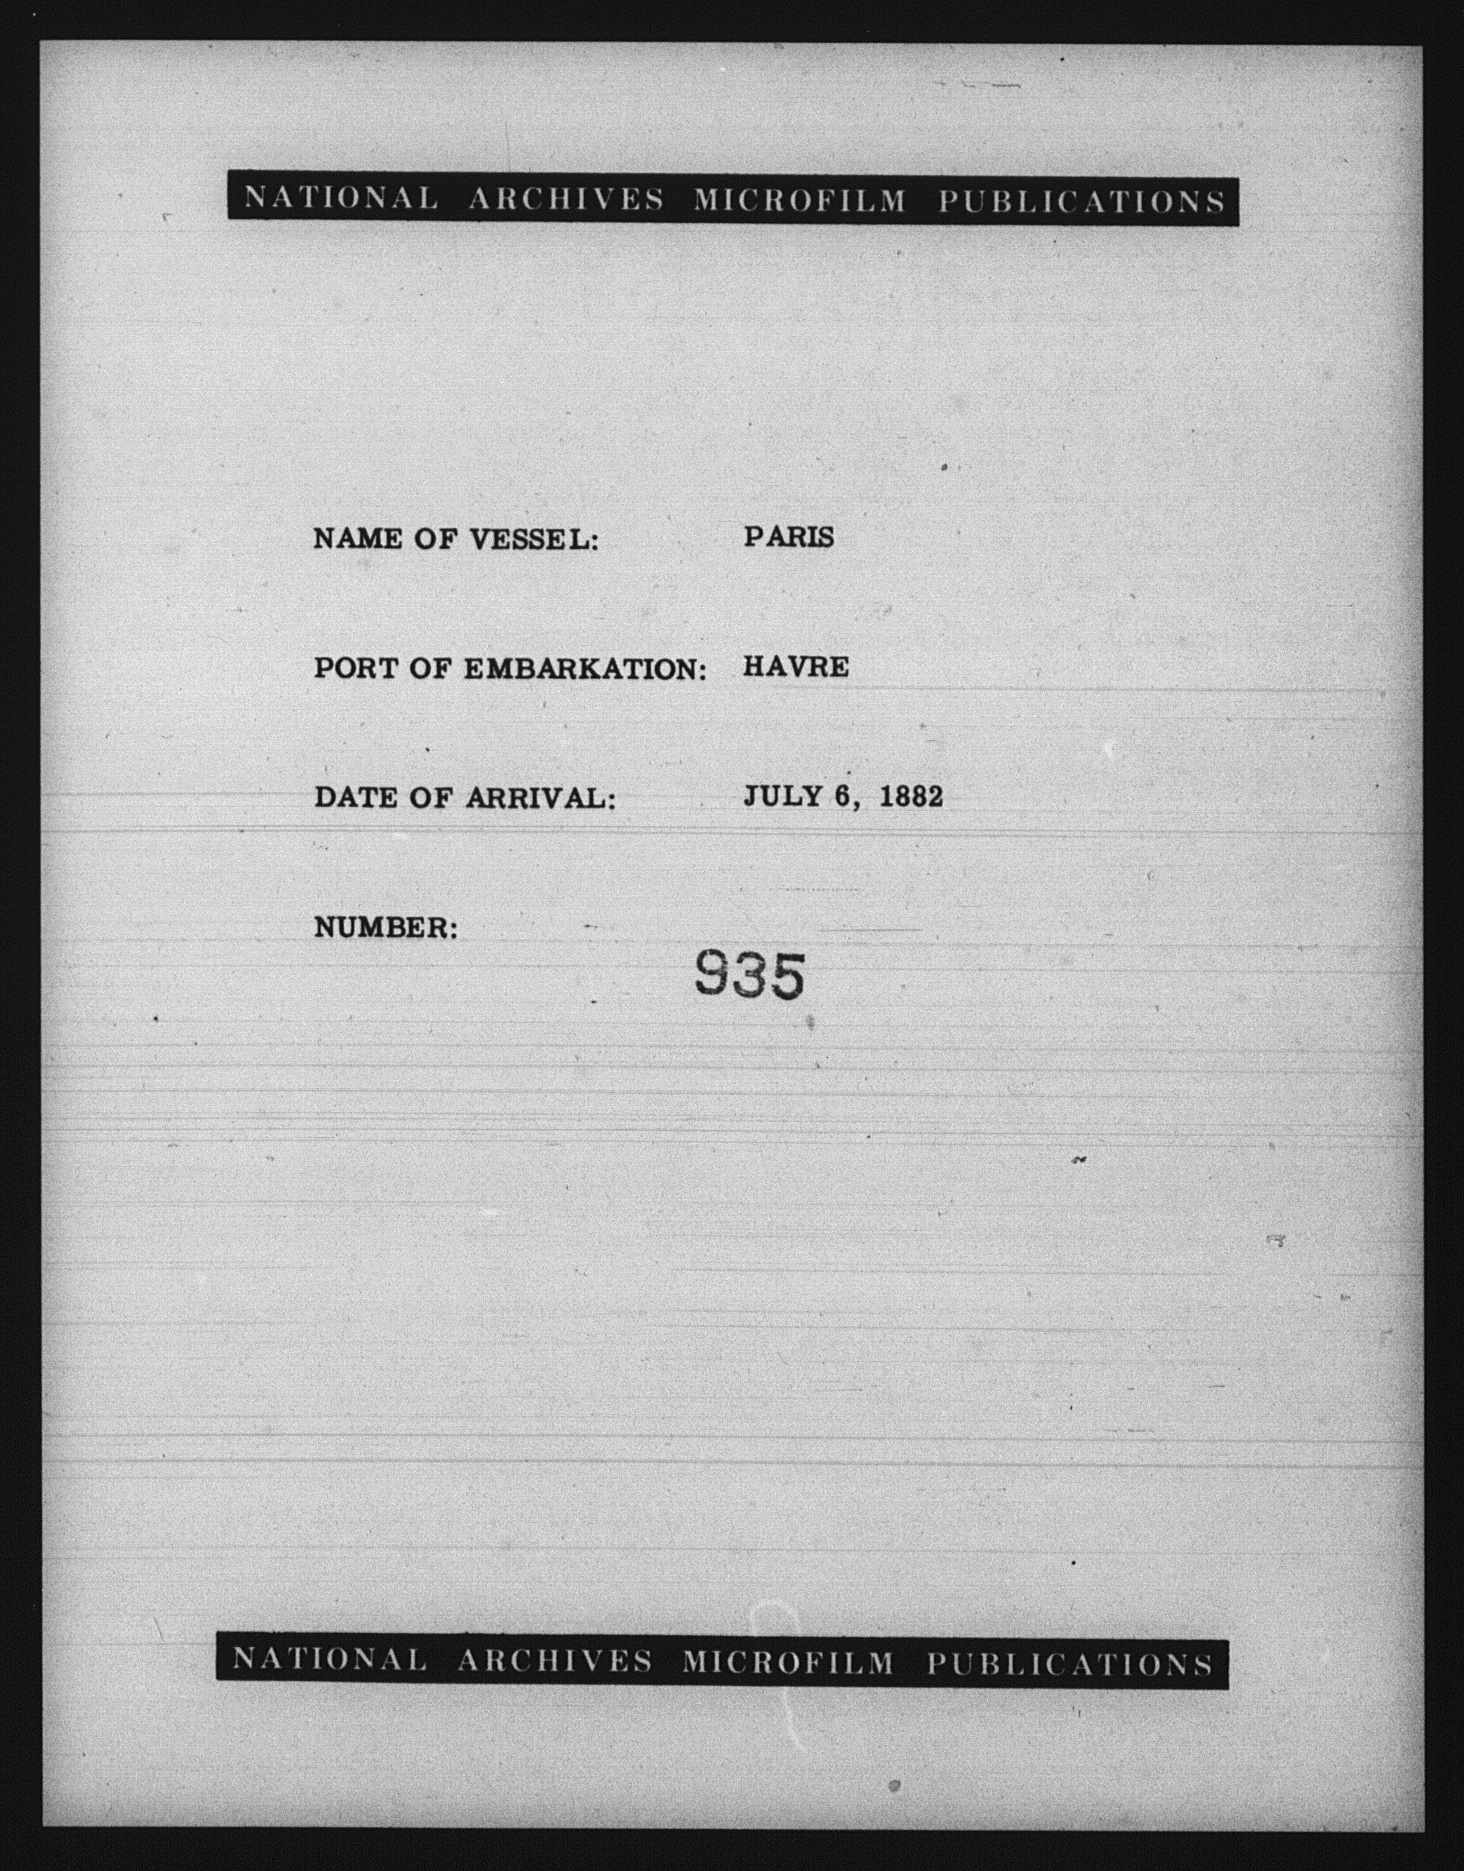 NATIONAL ARCHIVES MICROFILM PUBLICATIONS
NAME OF VESSEL: PARIS
PORT OF EMBARKATION: HAVRE
DATE OF ARRIVAL: JULY 6, 1882
NUMBER:
935
NATIONAL ARCHIVES MICROFILM PUBLICATIONS